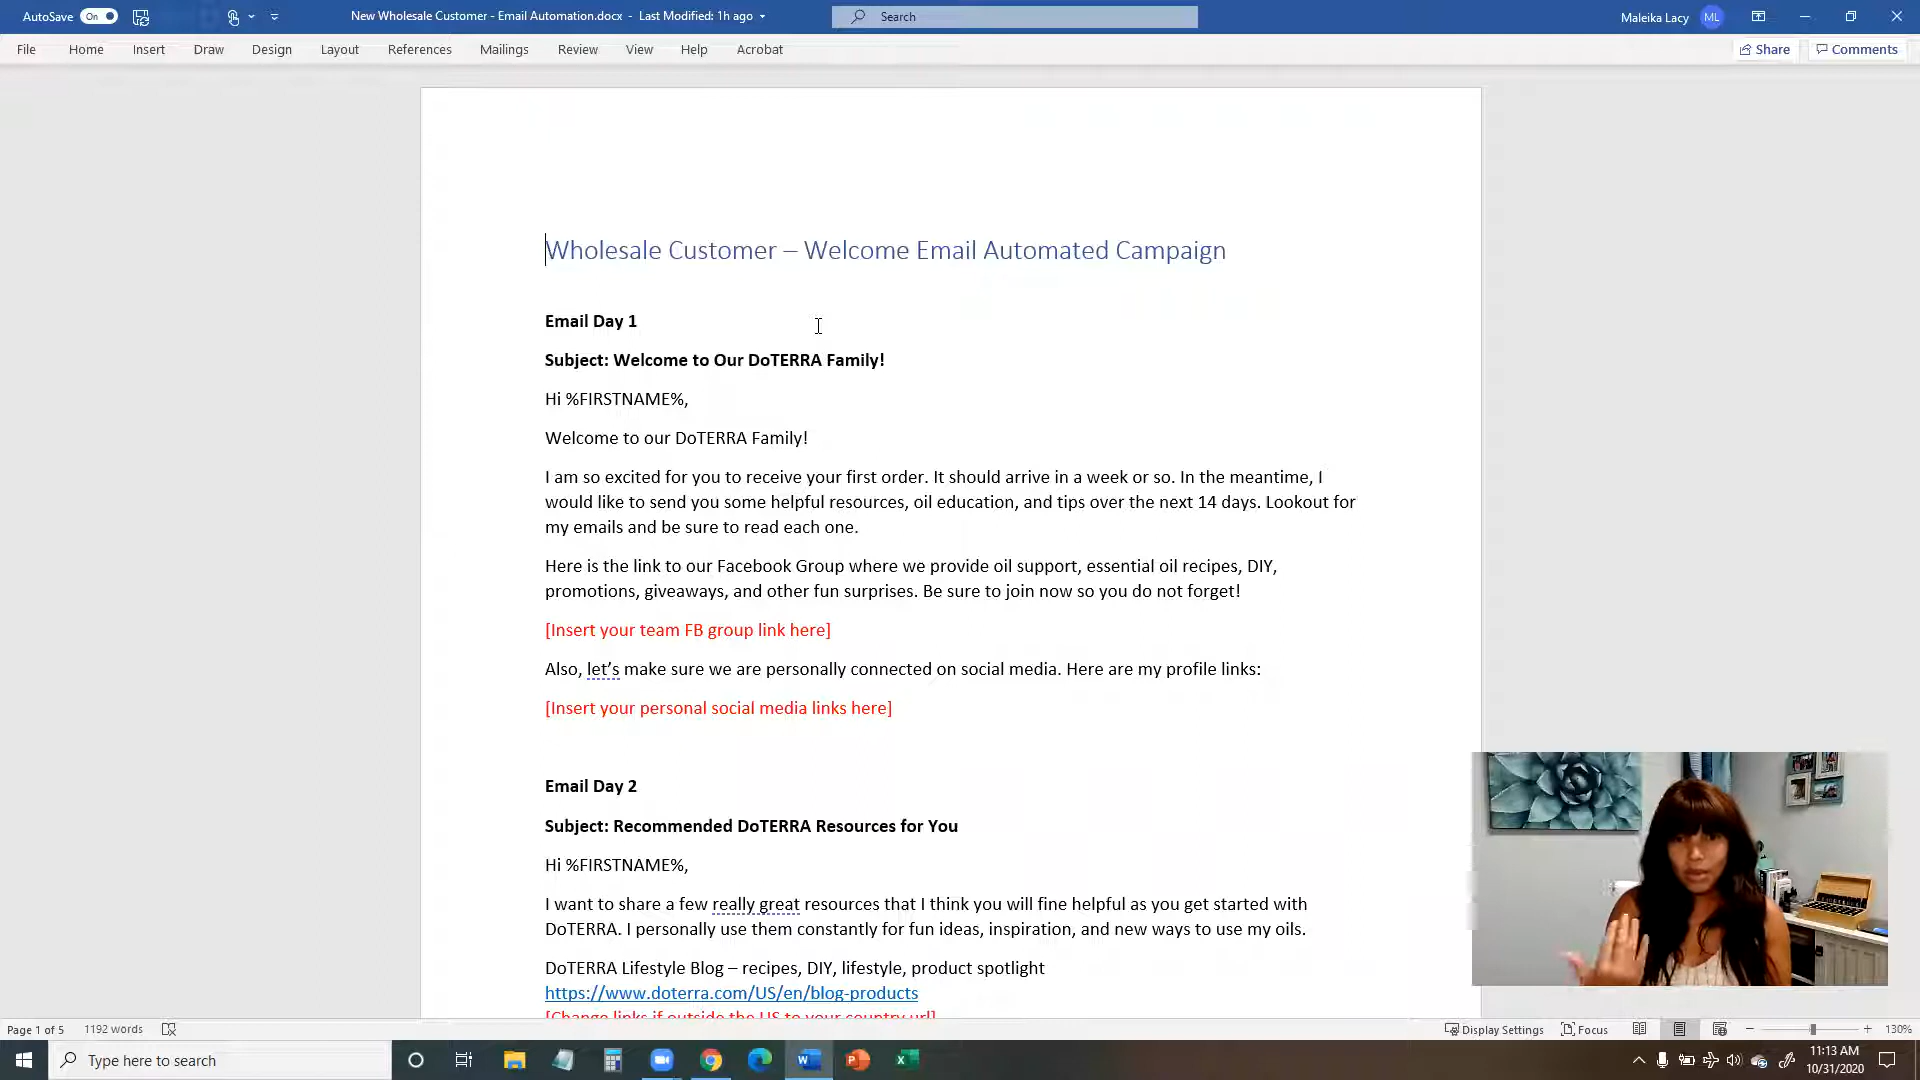 AutoSave On New Wholesale Customer - Email Automation.docx - Last Modified: 1h ago Search Maleika Lacy ML
File Home Insert Draw Design Layout References Mailings Review View Help Acrobat Share Comments
Wholesale Customer – Welcome Email Automated Campaign
Email Day 1
Subject: Welcome to Our DoTERRA Family!
Hi %FIRSTNAME%,
Welcome to our DoTERRA Family!
I am so excited for you to receive your first order. It should arrive in a week or so. In the meantime, I
would like to send you some helpful resources, oil education, and tips over the next 14 days. Lookout for
my emails and be sure to read each one.
Here is the link to our Facebook Group where we provide oil support, essential oil recipes, DIY,
promotions, giveaways, and other fun surprises. Be sure to join now so you do not forget!
[Insert your team FB group link here]
Also, let’s make sure we are personally connected on social media. Here are my profile links:
[Insert your personal social media links here]
Email Day 2
Subject: Recommended DoTERRA Resources for You
Hi %FIRSTNAME%,
I want to share a few really great resources that I think you will fine helpful as you get started with
DoTERRA. I personally use them constantly for fun ideas, inspiration, and new ways to use my oils.
DoTERRA Lifestyle Blog – recipes, DIY, lifestyle, product spotlight
https://www.doterra.com/US/en/blog-products
[Change links if outside the US to your country url]
Page 1 of 5 1192 words Display Settings Focus 130%
Type here to search 11:13 AM
10/31/2020